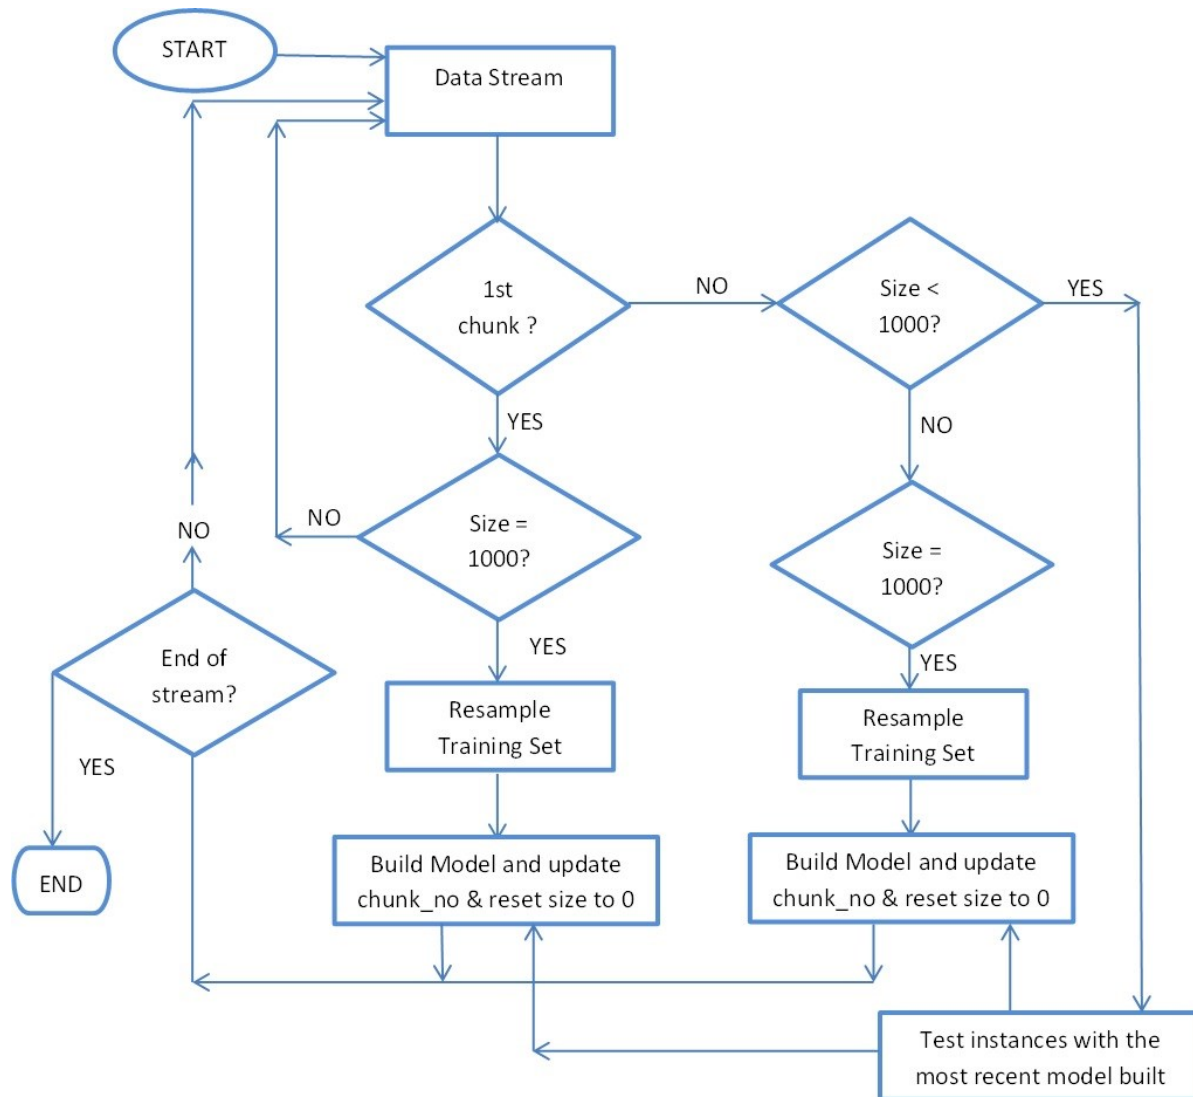 START
Data Stream
1st
chunk ?
NO
Size <
1000?
YES
YES
NO
Size =
1000?
NO
Size =
1000?
NO
End of
stream?
YES
YES
YES
Resample
Training Set
Resample
Training Set
Build Model and update
chunk_no & reset size to 0
Build Model and update
chunk_no & reset size to 0
END
Test instances with the
most recent model built